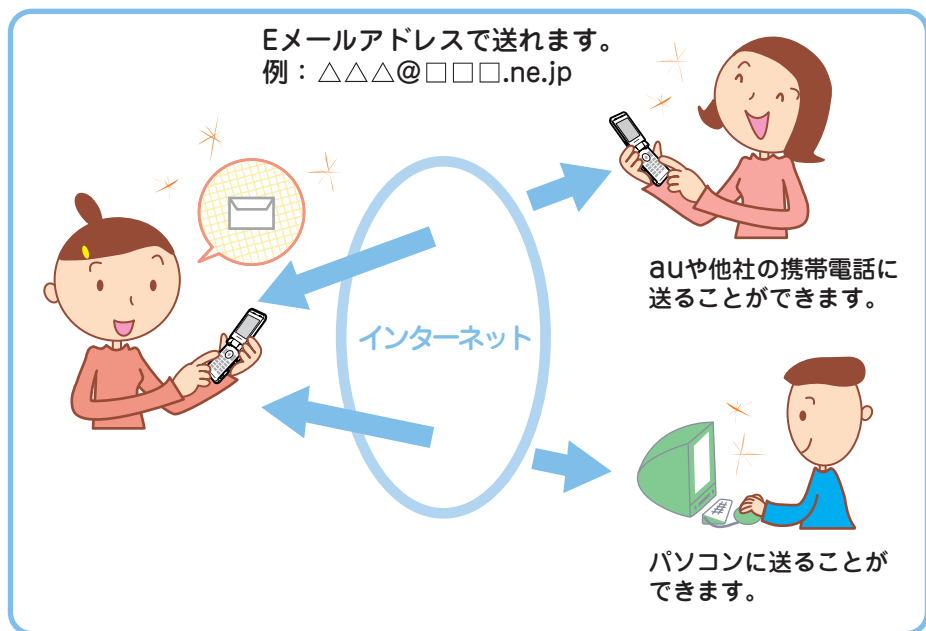 Eメールアドレスで送れます。
例：△△△@□□□.ne.jp
インターネット
auや他社の携帯電話に
送ることができます。
パソコンに送ることが
できます。